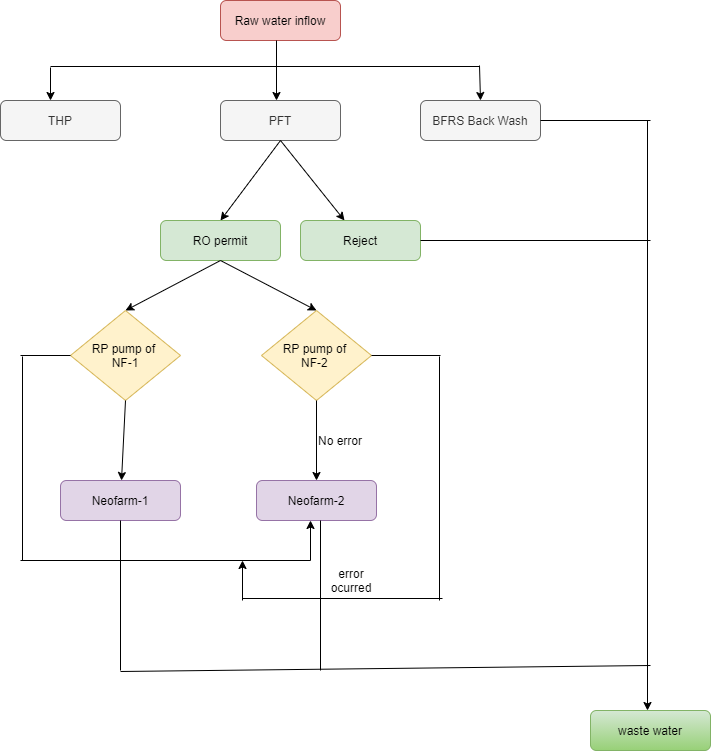 Raw water inflow
THP
PFT
BFRS Back Wash
RO permit
Reject
RP pump of
NF-1
RP pump of
NF-2
No error
Neofarm-1
Neofarm-2
error
ocurred
waste water